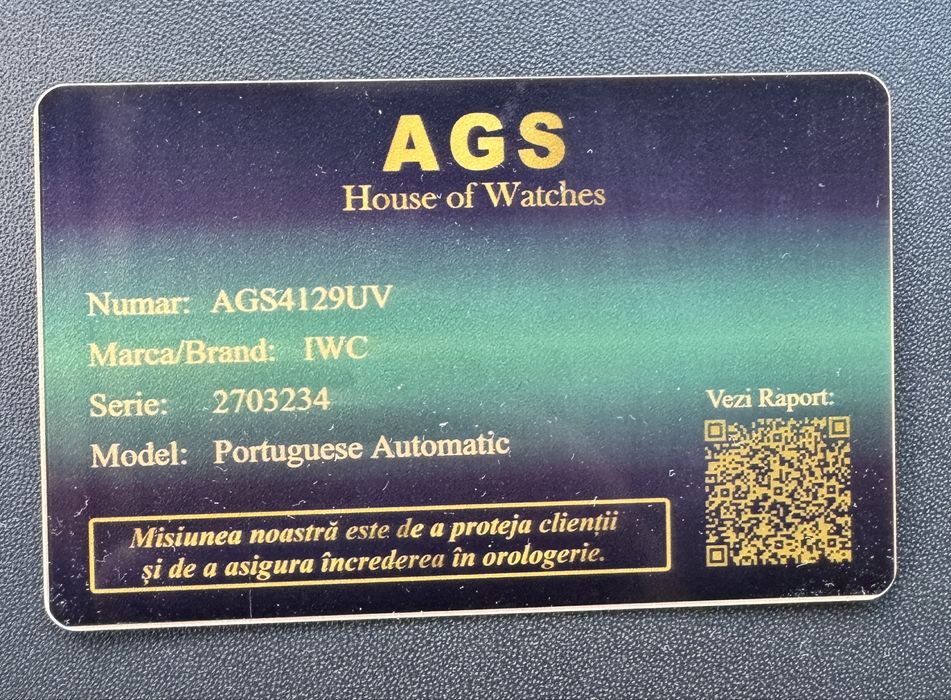 AGS
House of Watches
Numar: AGS4129UV
Marca/Brand: IWC
Serie: 2703234
Model: Portuguese Automatic
Vezi Raport:
Misiunea noastră este de a proteja clienții
și de a asigura încrederea în orologerie.